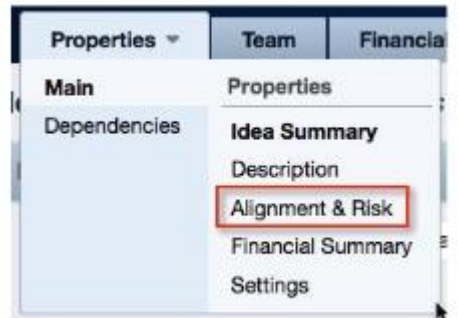 Properties Team Financia
Main Properties
Dependencies Idea Summary
Description
Alignment & Risk
Financial Summary
Settings